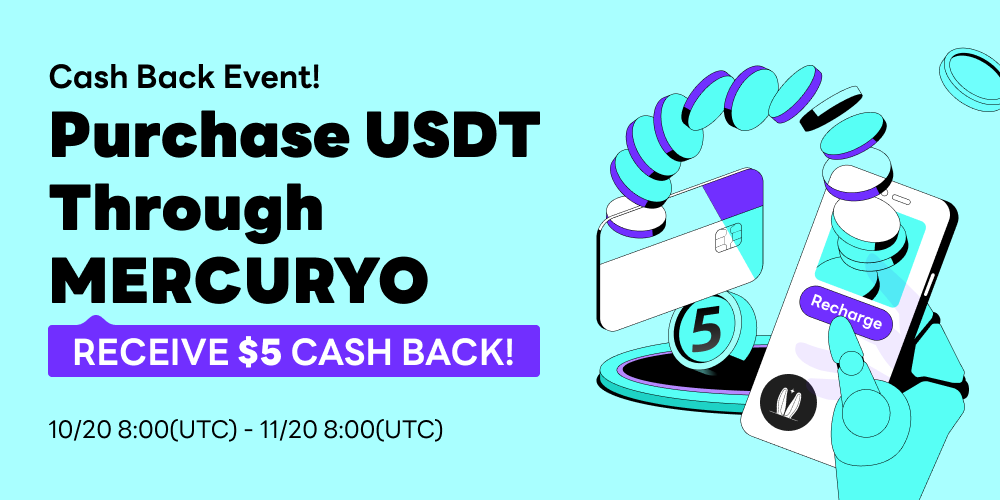 Cash Back Event!
Purchase USDT
Through
MERCURYO
RECEIVE $5 CASH BACK!
10/20 8:00(UTC) - 11/20 8:00(UTC)
5
Recharge